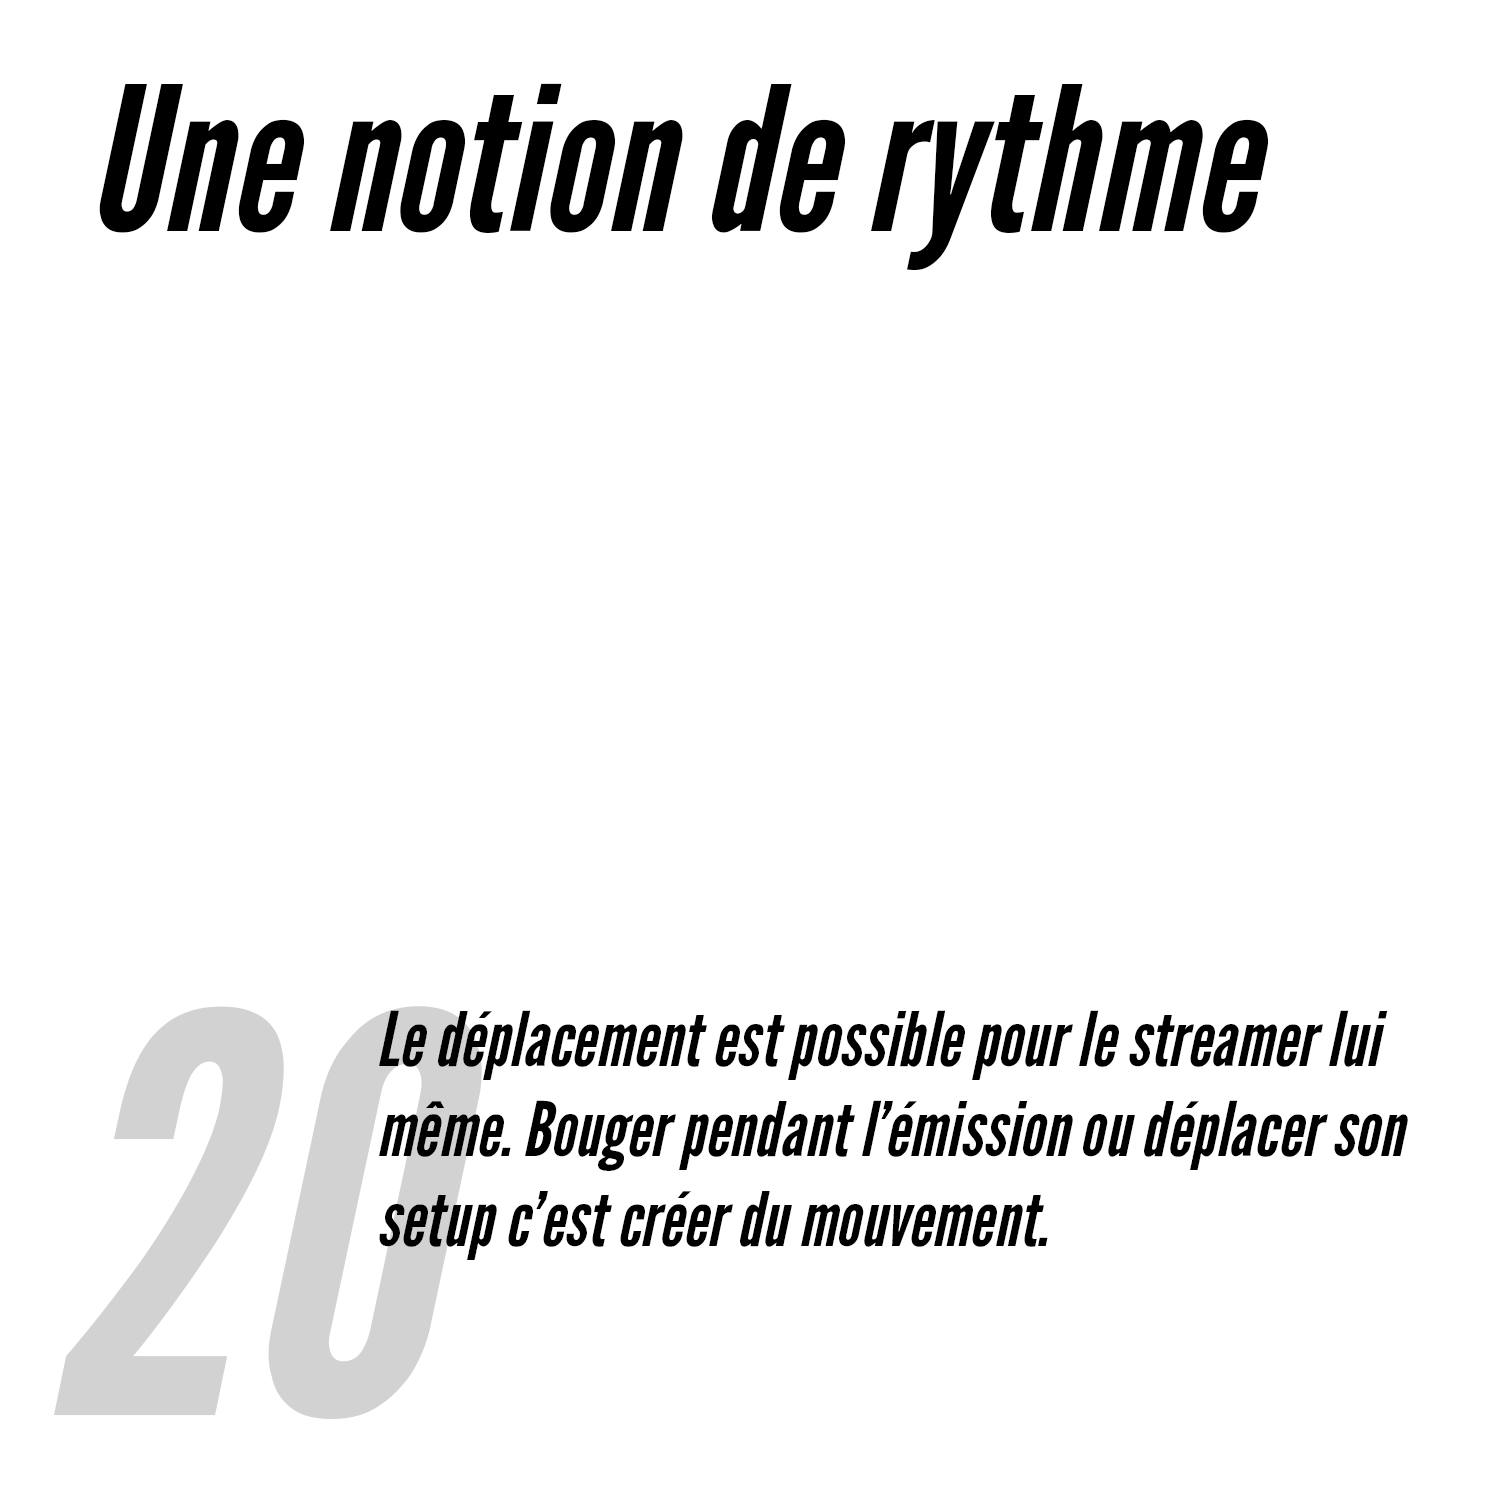 Une notion de rythme
20
Le déplacement est possible pour le streamer lui
même. Bouger pendant l’émission ou déplacer son
setup c’est créer du mouvement.